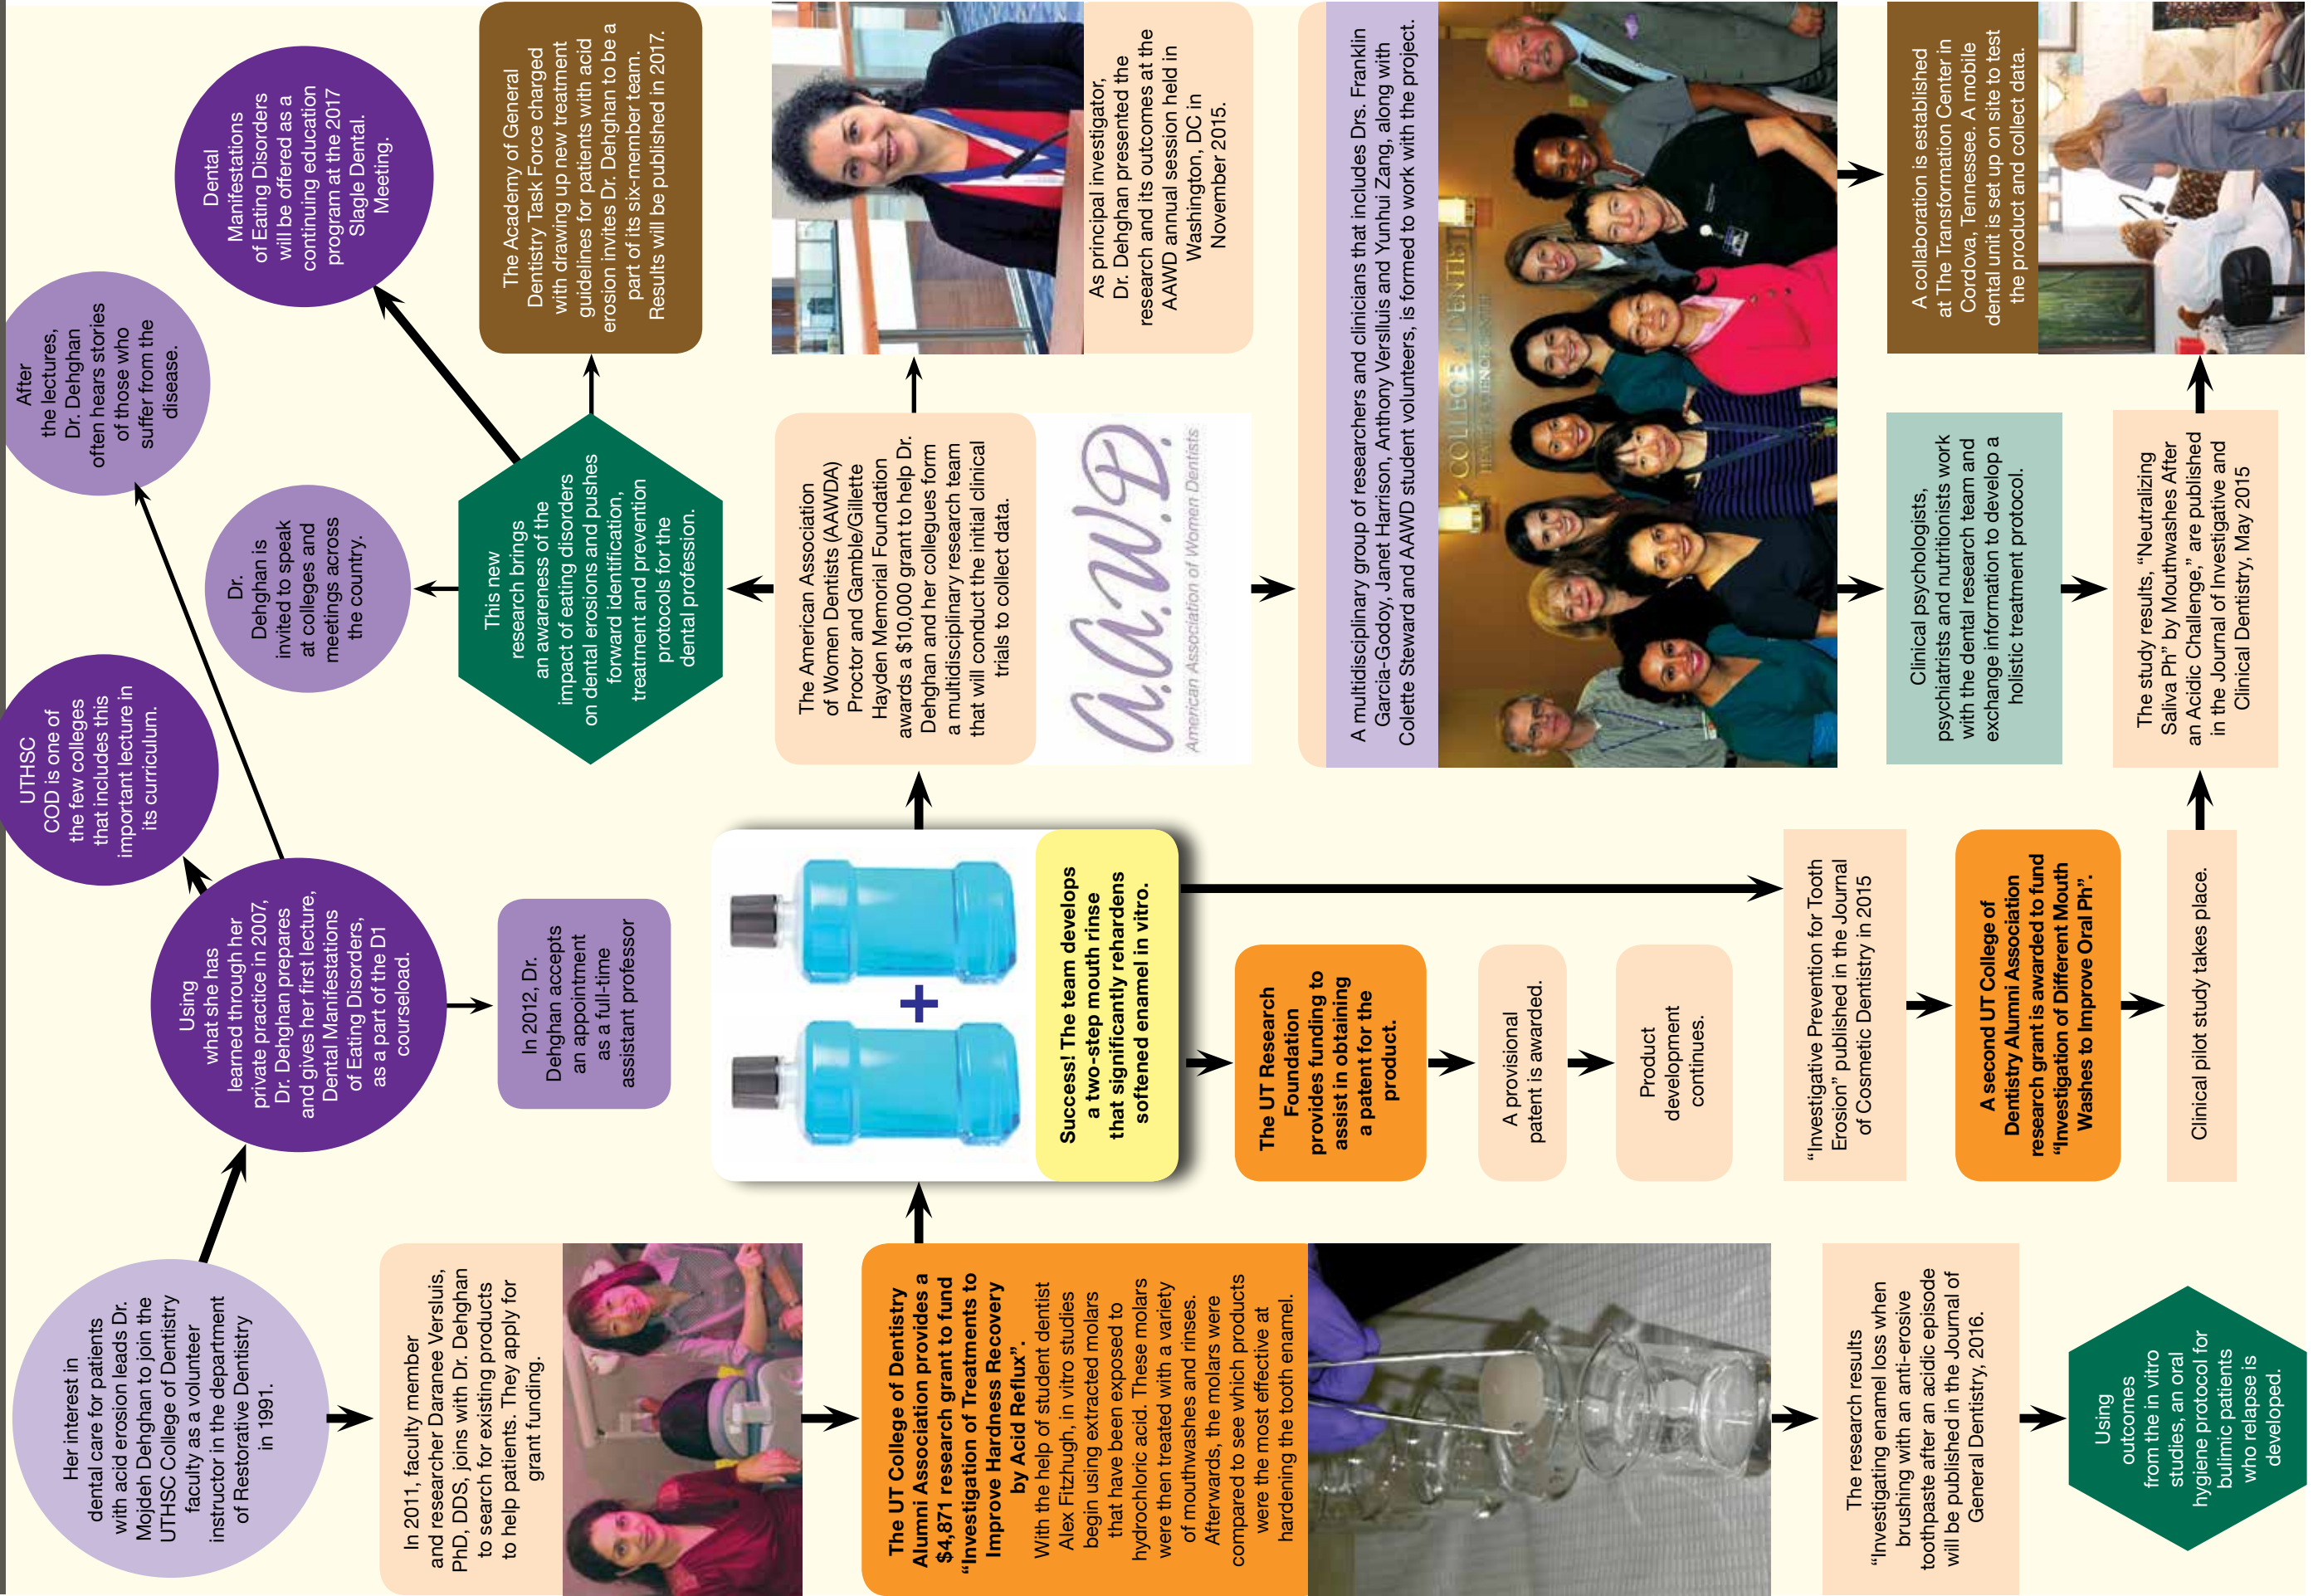 Her interest in
dental care for patients
with acid erosion leads Dr.
Mojdeh Dehghan to join the
UTHSC College of Dentistry
faculty as a volunteer
instructor in the department
of Restorative Dentistry
in 1991.
Using
what she has
learned through her
private practice in 2007,
Dr. Dehghan prepares
and gives her first lecture,
Dental Manifestations
of Eating Disorders,
as a part of the D1
courseload.
UTHSC
COD is one of
the few colleges
that includes this
important lecture in
its curriculum.
After
the lectures,
Dr. Dehghan
often hears stories
of those who
suffer from the
disease.
In 2012, Dr.
Dehghan accepts
an appointment
as a full-time
assistant professor
Dr.
Dehghan is
invited to speak
at colleges and
meetings across
the country.
Dental
Manifestations
of Eating Disorders
will be offered as a
continuing education
program at the 2017
Slagle Dental.
Meeting.
This new
research brings
an awareness of the
impact of eating disorders
on dental erosions and pushes
forward identification,
treatment and prevention
protocols for the
dental profession.
The Academy of General
Dentistry Task Force charged
with drawing up new treatment
guidelines for patients with acid
erosion invites Dr. Dehghan to be a
part of its six-member team.
Results will be published in 2017.
In 2011, faculty member
and researcher Daranee Versluis,
PhD, DDS, joins with Dr. Dehghan
to search for existing products
to help patients. They apply for
grant funding.
The UT College of Dentistry
Alumni Association provides a
$4,871 research grant to fund
“Investigation of Treatments to
Improve Hardness Recovery
by Acid Reflux”.
With the help of student dentist
Alex Fitzhugh, in vitro studies
begin using extracted molars
that have been exposed to
hydrochloric acid. These molars
were then treated with a variety
of mouthwashes and rinses.
Afterwards, the molars were
compared to see which products
were the most effective at
hardening the tooth enamel.
+
Success! The team develops
a two-step mouth rinse
that significantly rehardens
softened enamel in vitro.
The American Association
of Women Dentists (AAWDA)
Proctor and Gamble/Gillette
Hayden Memorial Foundation
awards a $10,000 grant to help Dr.
Dehghan and her collegues form
a multidisciplinary research team
that will conduct the initial clinical
trials to collect data.
a.a.w.D.
American Association of Women Dentists
As principal investigator,
Dr. Dehghan presented the
research and its outcomes at the
AAWD annual session held in
Washington, DC in
November 2015.
The UT Research
Foundation
provides funding to
assist in obtaining
a patent for the
product.
A provisional
patent is awarded.
Product
development
continues.
A multidisciplinary group of researchers and clinicians that includes Drs. Franklin
Garcia-Godoy, Janet Harrison, Anthony Verslluis and Yunhui Zang, along with
Colette Steward and AAWD student volunteers, is formed to work with the project.
COLLEGE of DENTIST
HEALTH SCIENCE CENTER
The research results
“Investigating enamel loss when
brushing with an anti-erosive
toothpaste after an acidic episode
will be published in the Journal of
General Dentistry, 2016.
Using
outcomes
from the in vitro
studies, an oral
hygiene protocol for
bulimic patients
who relapse is
developed.
“Investigative Prevention for Tooth
Erosion” published in the Journal
of Cosmetic Dentistry in 2015
A second UT College of
Dentistry Alumni Association
research grant is awarded to fund
“Investigation of Different Mouth
Washes to Improve Oral Ph”.
Clinical pilot study takes place.
Clinical psychologists,
psychiatrists and nutritionists work
with the dental research team and
exchange information to develop a
holistic treatment protocol.
The study results, “Neutralizing
Saliva Ph” by Mouthwashes After
an Acidic Challenge,” are published
in the Journal of Investigative and
Clinical Dentistry, May 2015
A collaboration is established
at The Transformation Center in
Cordova, Tennessee. A mobile
dental unit is set up on site to test
the product and collect data.